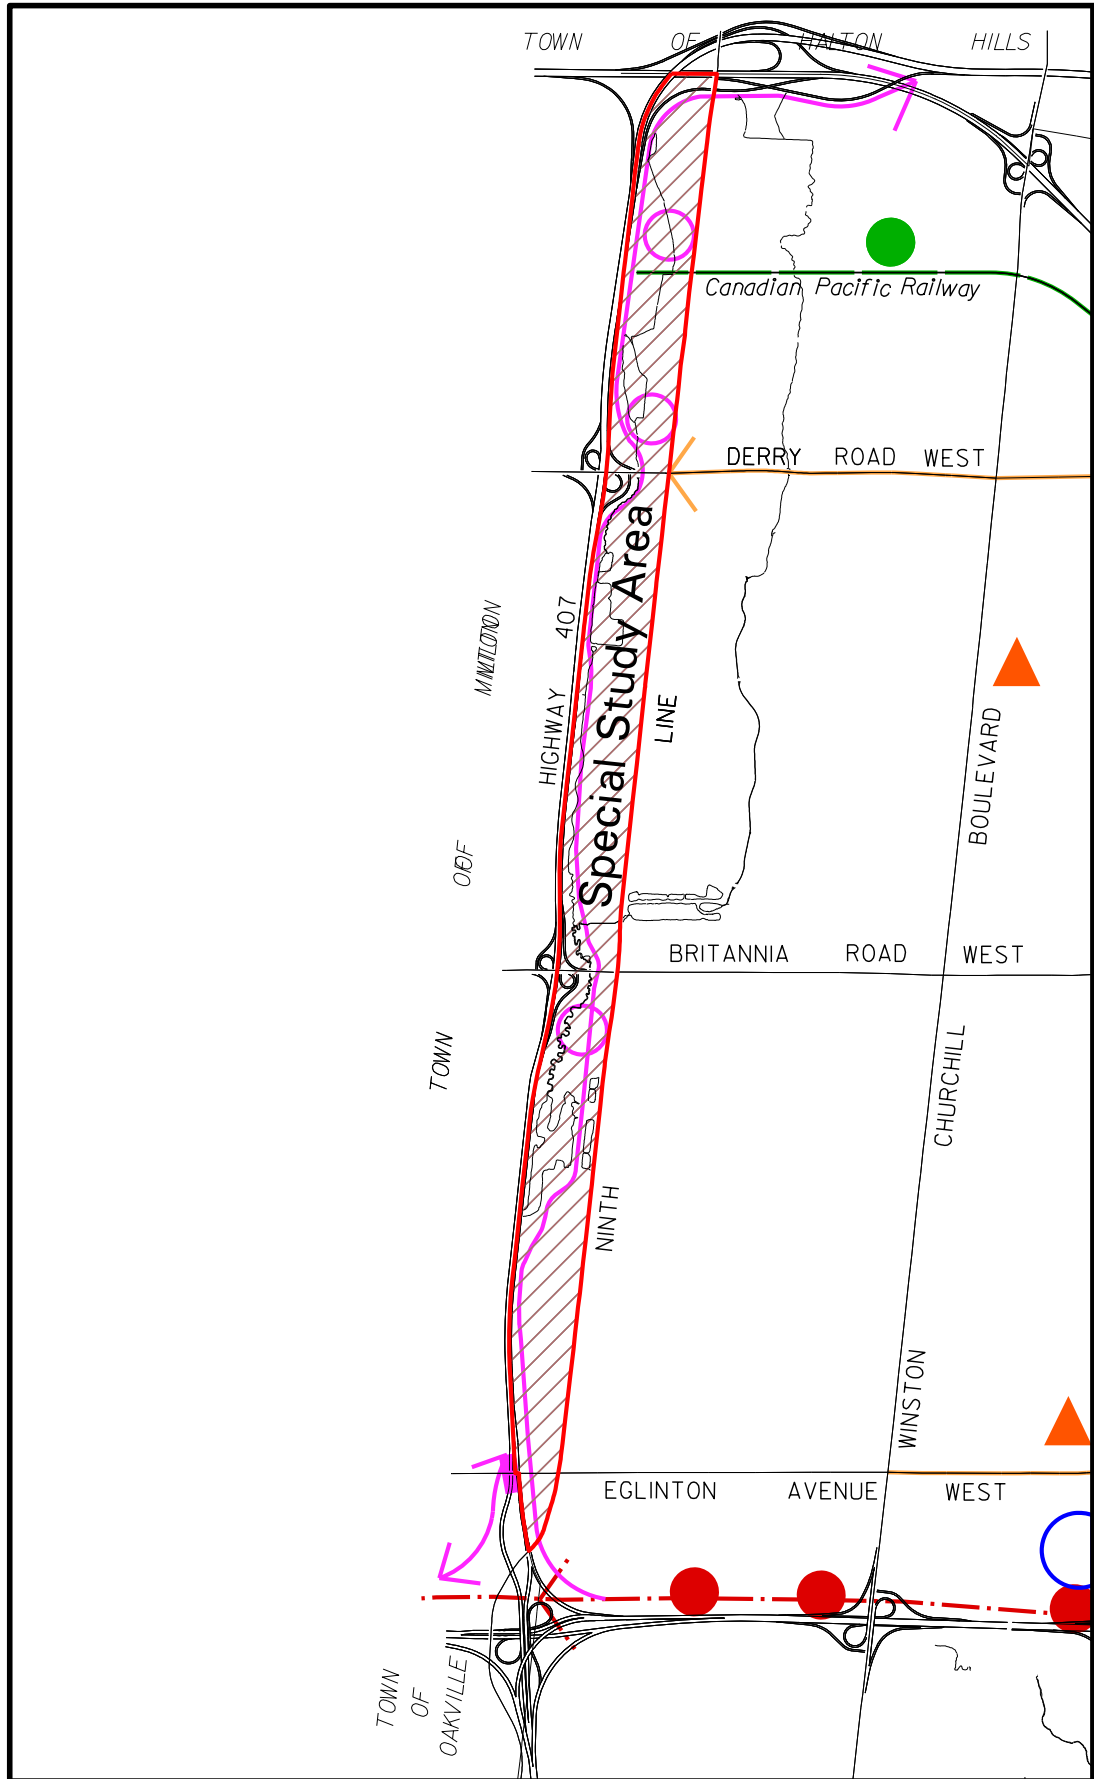 TOWN OF HALTON HILLS
Canadian Pacific Railway
DERRY ROAD WEST
Special Study Area
HIGHWAY 407
NINTH LINE
TOWN
BRITANNIA ROAD WEST
WINSTON CHURCHILL BOULEVARD
EGLINTON AVENUE WEST
TOWN
OF
OAKVILLE